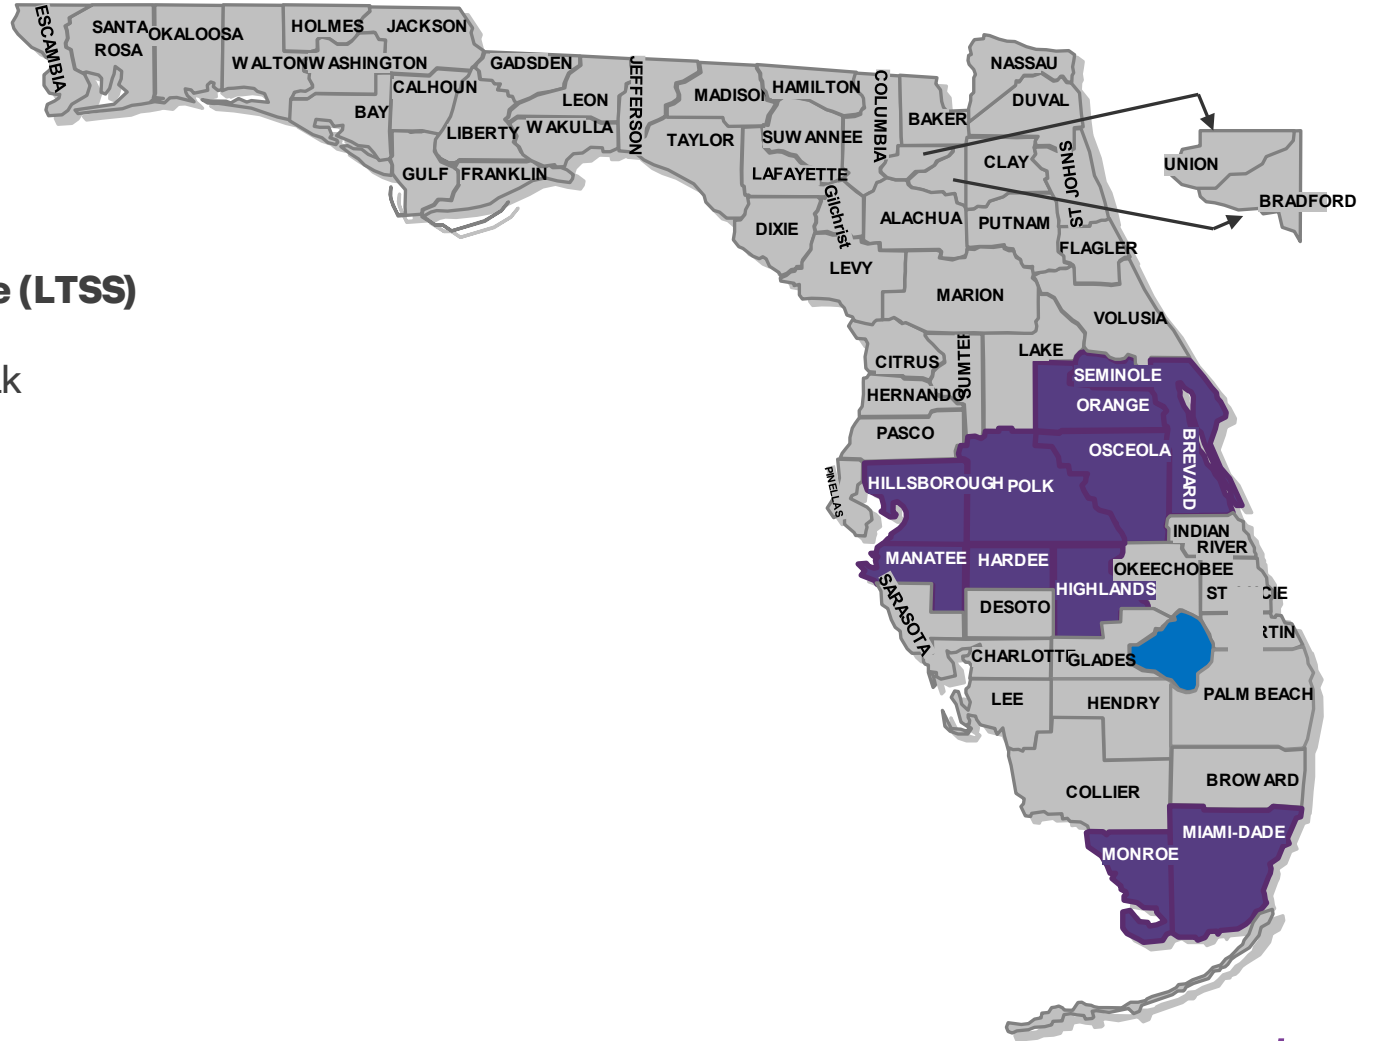 ESCAMBIA
SANTA
ROSA
OKALOOSA
WALTON
HOLMES
WASHINGTON
JACKSON
BAY
CALHOUN
GULF
LIBERTY
GADSDEN
FRANKLIN
LEON
WAKULLA
JEFFERSON
MADISON
TAYLOR
HAMILTON
SUWANNEE
LAFAYETTE
DIXIE
Gilchrist
COLUMBIA
BAKER
NASSAU
DUVAL
CLAY
ST JOHNS
UNION
BRADFORD
ALACHUA
PUTNAM
FLAGLER
LEVY
MARION
VOLUSIA
e (LTSS)
k
CITRUS
SUMTER
LAKE
HERNANDO
PASCO
PINELLAS
SEMINOLE
ORANGE
OSCEOLA
BREVARD
HILLSBOROUGH
POLK
INDIAN
RIVER
MANATEE
HARDEE
HIGHLANDS
OKEECHOBEE
ST CIE
RTIN
SARASOTA
DESOTO
CHARLOTTE
GLADES
LEE
HENDRY
PALM BEACH
COLLIER
BROWARD
MONROE
MIAMI-DADE